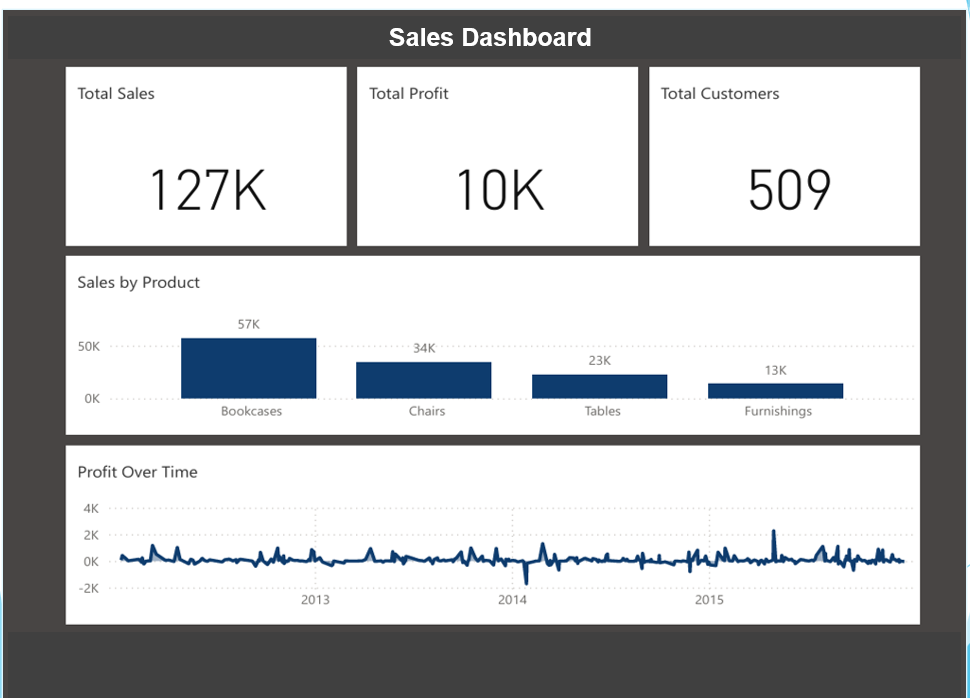 Sales Dashboard
Total Sales
Total Profit
Total Customers
127K
10K
509
Sales by Product
57K
34K
23K
13K
50K
0K
Bookcases
Chairs
Tables
Furnishings
Profit Over Time
4K
2K
0K
-2K
2013
2014
2015